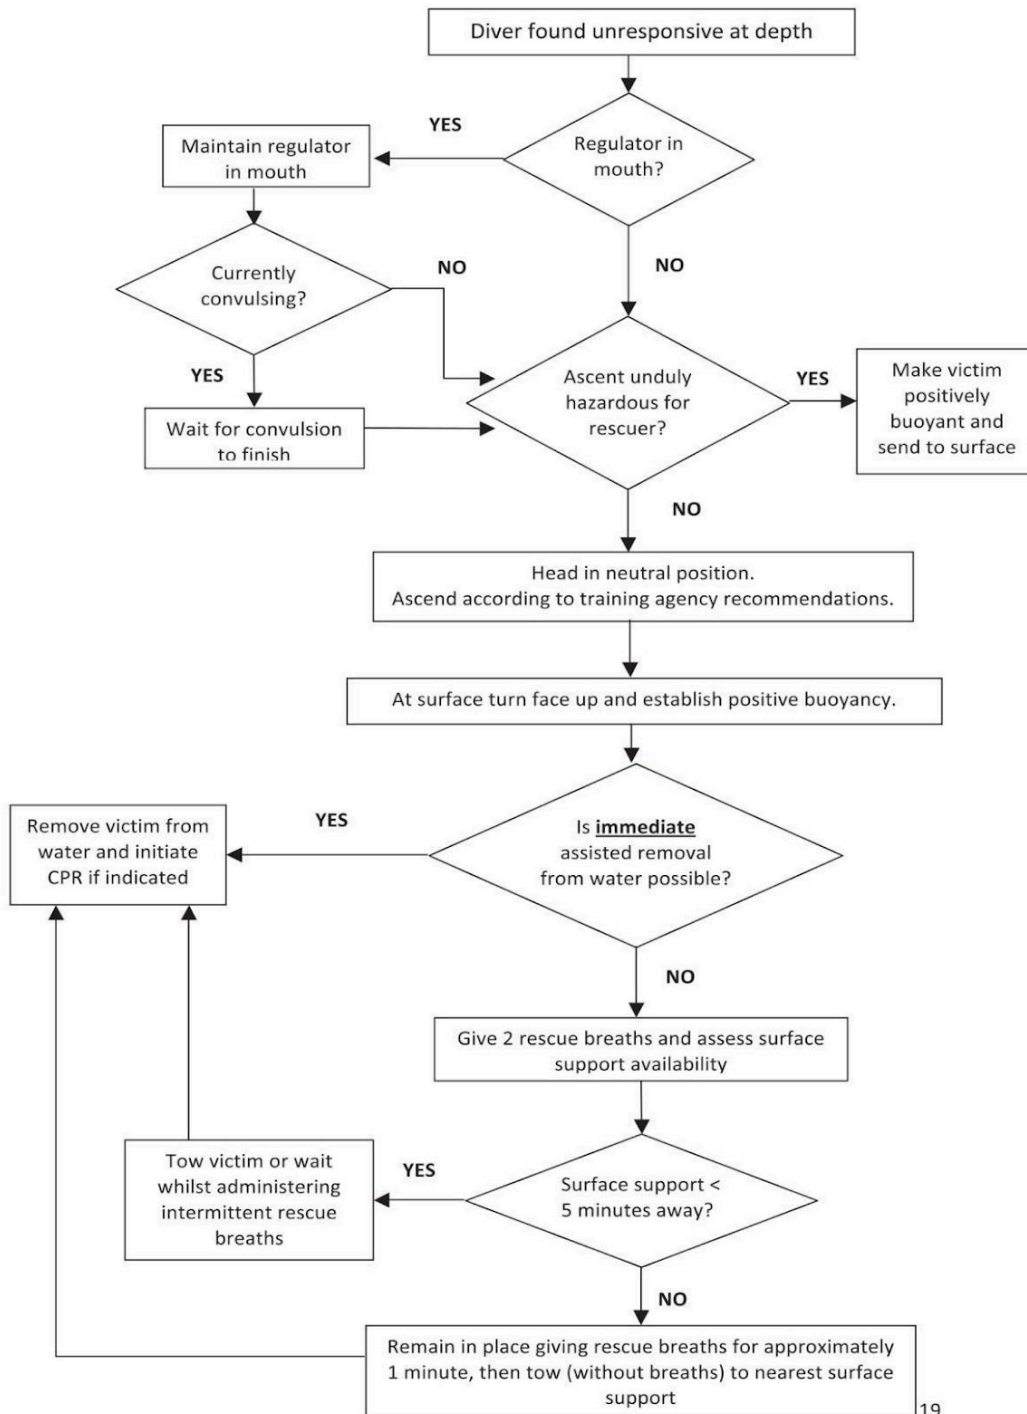 Diver found unresponsive at depth
YES
Regulator in
mouth?
Maintain regulator
in mouth
NO
Currently
convulsing?
NO
YES
Wait for convulsion
to finish
Ascent unduly
hazardous for
rescuer?
YES
Make victim
positively
buoyant and
send to surface
NO
Head in neutral position.
Ascend according to training agency recommendations.
At surface turn face up and establish positive buoyancy.
Is immediate
assisted removal
from water possible?
YES
Remove victim from
water and initiate
CPR if indicated
NO
Give 2 rescue breaths and assess surface
support availability
Surface support <
5 minutes away?
YES
Tow victim or wait
whilst administering
intermittent rescue
breaths
NO
Remain in place giving rescue breaths for approximately
1 minute, then tow (without breaths) to nearest surface
support
19